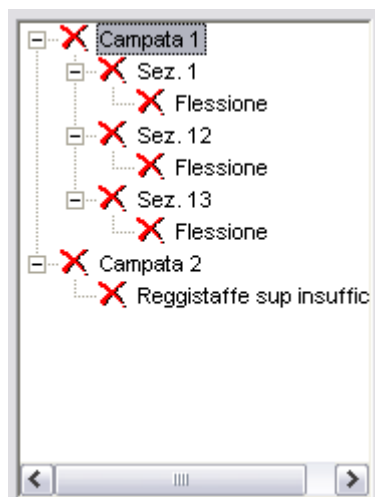 Campata 1
Sez. 1
Flessione
Sez. 12
Flessione
Sez. 13
Flessione
Campata 2
Reggistaffe sup insuffic